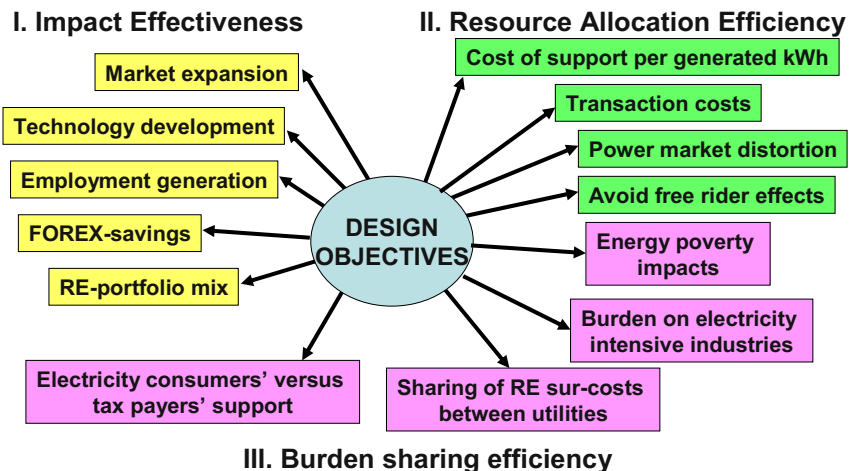 I. Impact Effectiveness
Market expansion
Technology development
Employment generation
FOREX-savings
RE-portfolio mix
II. Resource Allocation Efficiency
Cost of support per generated kWh
Transaction costs
Power market distortion
Avoid free rider effects
DESIGN
OBJECTIVES
Energy poverty
impacts
Burden on electricity
intensive industries
Electricity consumers’ versus
tax payers’ support
Sharing of RE sur-costs
between utilities
III. Burden sharing efficiency